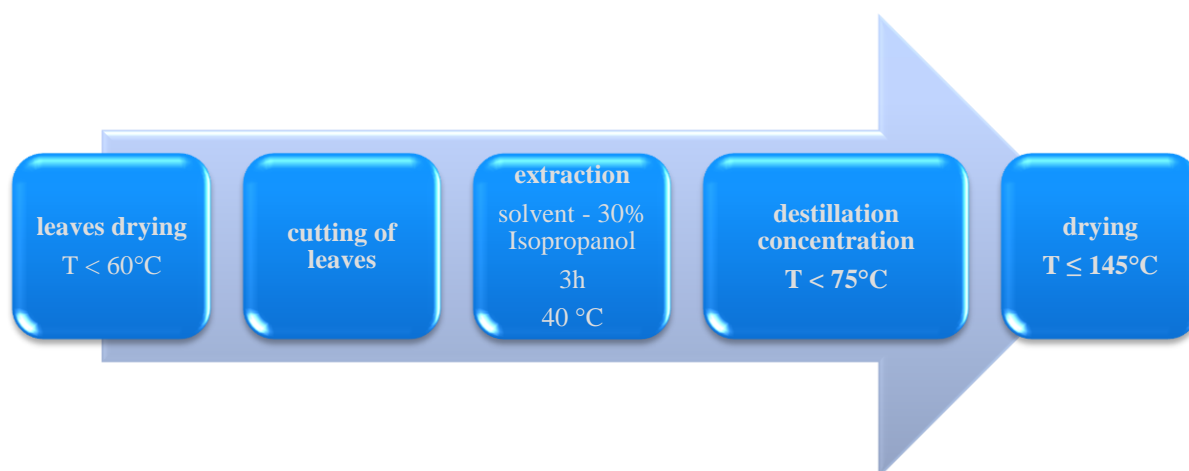 leaves drying
T < 60°C
cutting of
leaves
extraction
solvent - 30%
Isopropanol
3h
40 °C
destillation
concentration
T < 75°C
drying
T ≤ 145°C